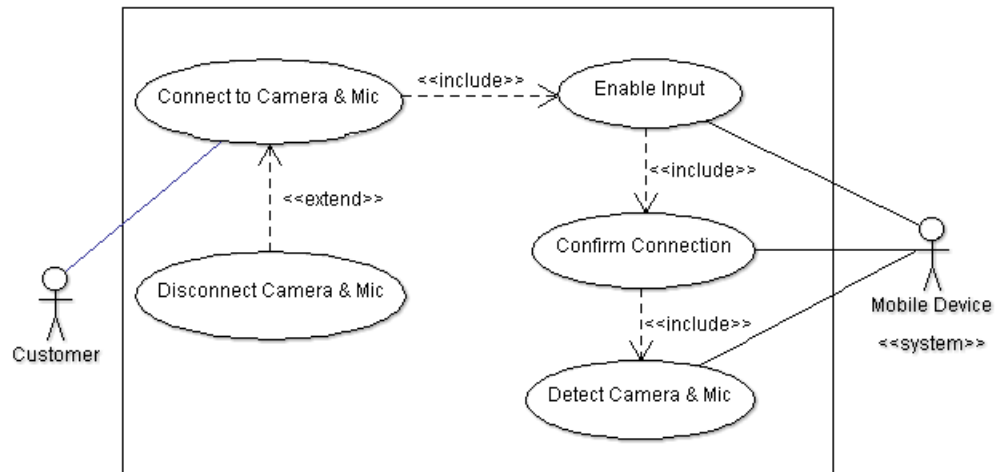 Connect to Camera & Mic
<<include>>
Enable Input
<<include>>
<<extend>>
Confirm Connection
Disconnect Camera & Mic
Mobile Device
<<include>>
<<system>>
Customer
Detect Camera & Mic